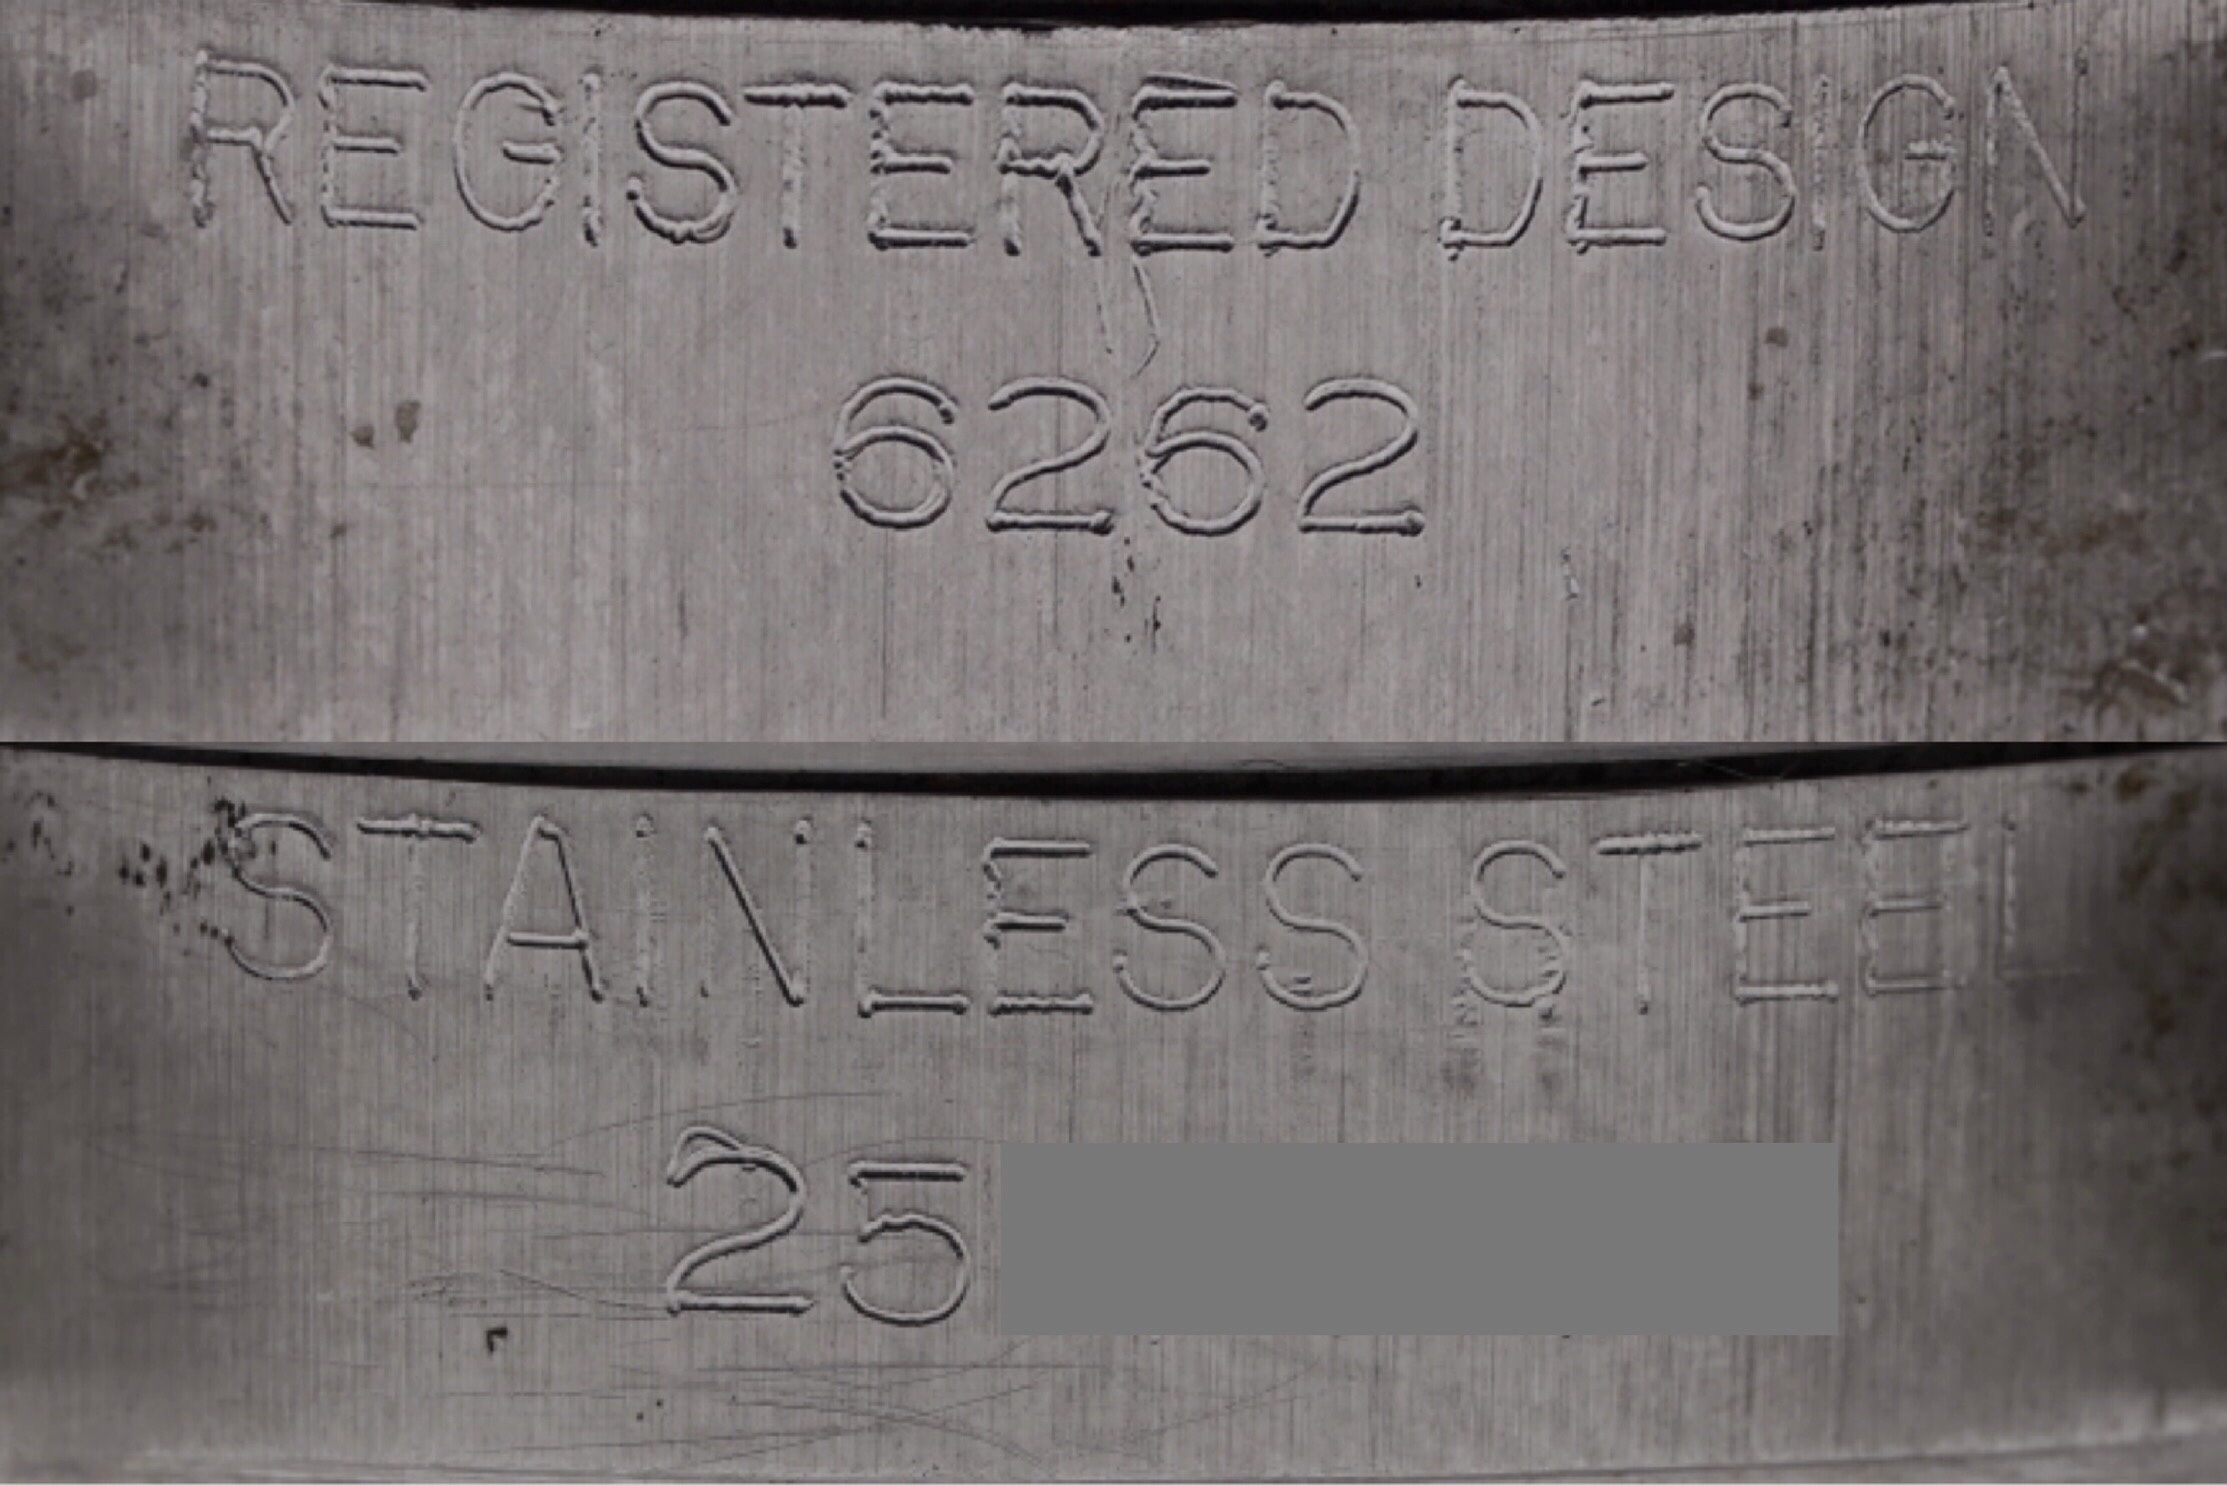 REGISTERED DESIGN
6262
STAINLESS STEEL
25